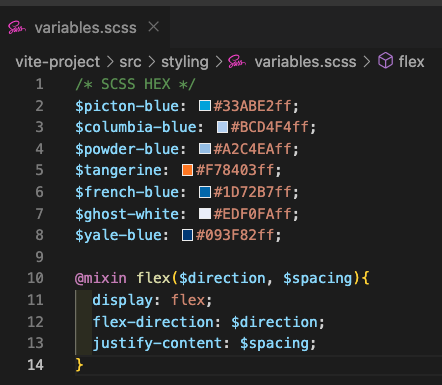 variables.scss
vite-project > src > styling > variables.scss > flex
1 /* SCSS HEX */
2 $picton-blue: #33ABE2ff;
3 $columbia-blue: #BCD4F4ff;
4 $powder-blue: #A2C4EAff;
5 $tangerine: #F78403ff;
6 $french-blue: #1D72B7ff;
7 $ghost-white: #EDF0FAff;
8 $yale-blue: #093F82ff;
9
10 @mixin flex($direction, $spacing){
11 display: flex;
12 flex-direction: $direction;
13 justify-content: $spacing;
14 }